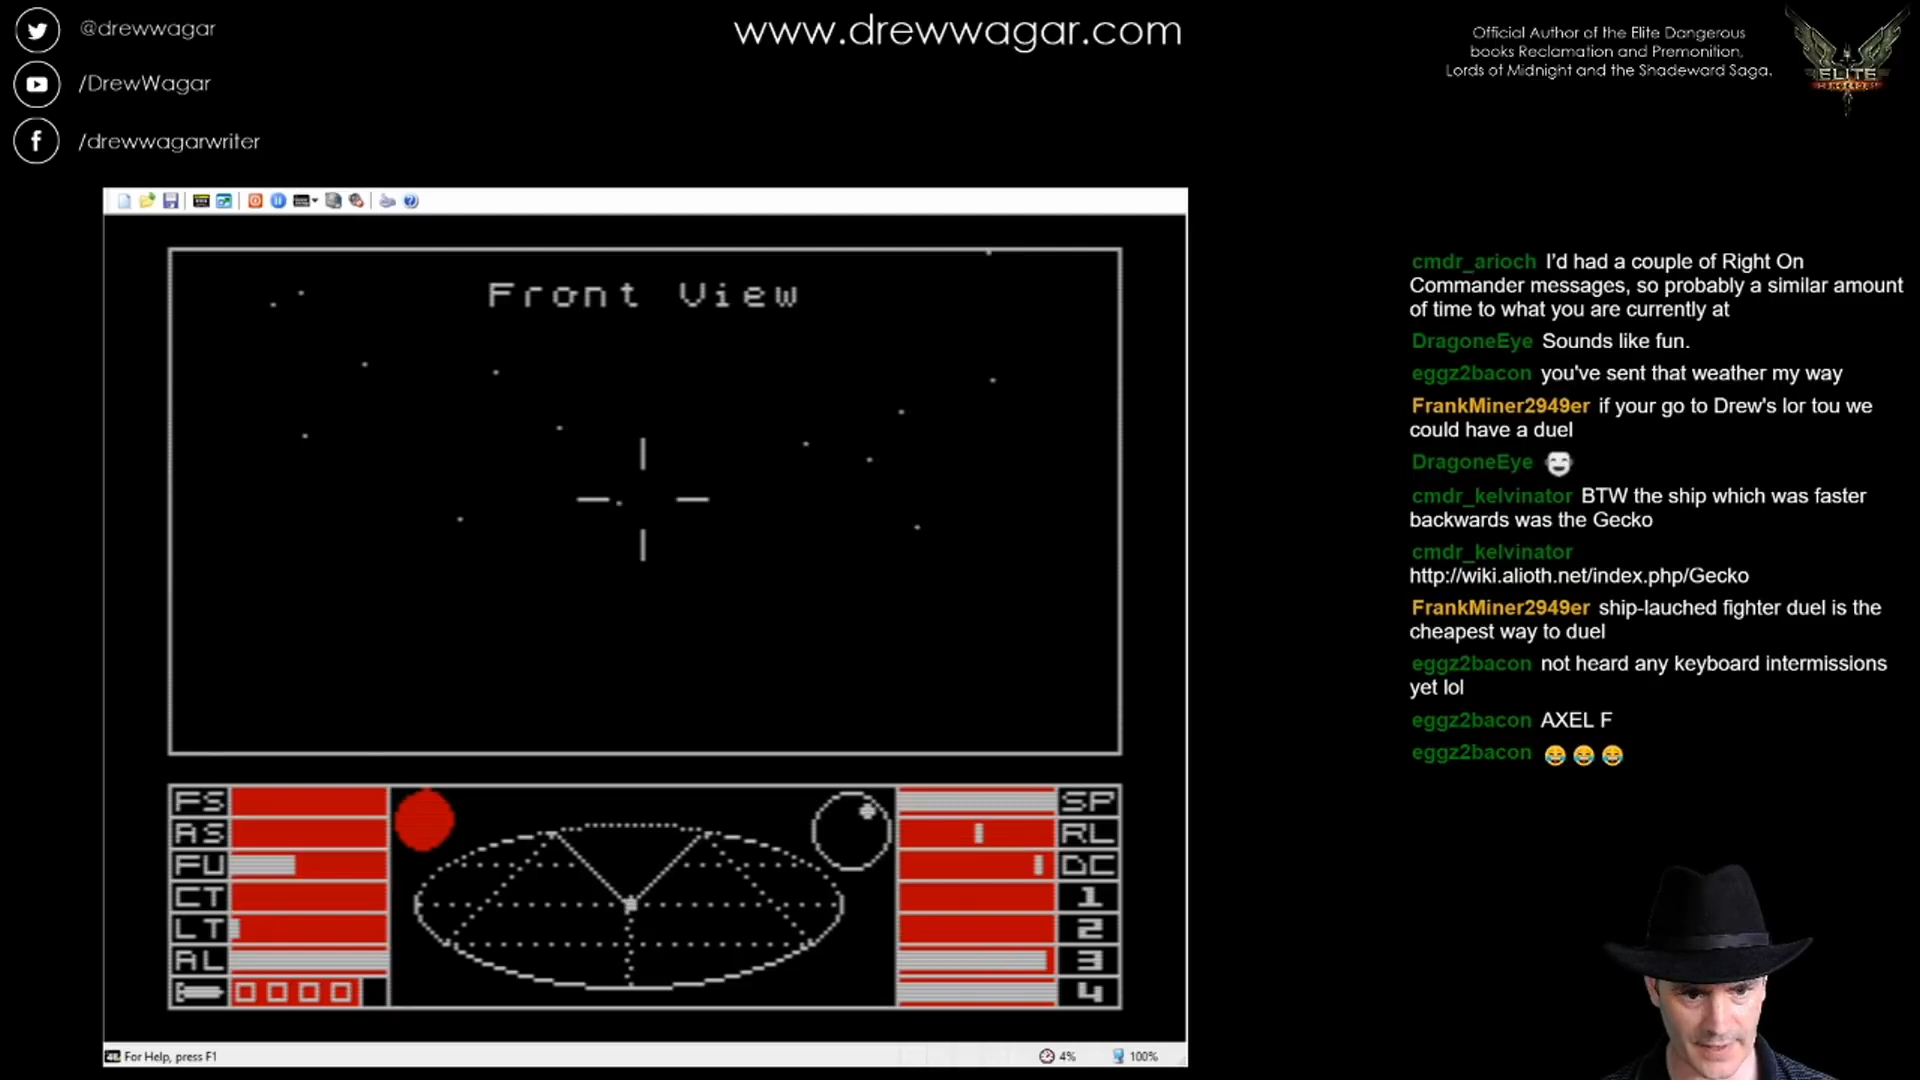 @drewwagar
/DrewWagar
/drewwagarwriter
www.drewwagar.com
Official Author of the Elite Dangerous
books Reclamation and Premonition,
Lords of Midnight and the Shadeward Saga.
ELITE
Front View
FS
AS
FU
CT
LT
AL
SP
RL
DC
1
2
3
4
For Help, press F1
4%
100%
cmdr_arioch I'd had a couple of Right On
Commander messages, so probably a similar amount
of time to what you are currently at
DragoneEye Sounds like fun.
eggz2bacon you've sent that weather my way
FrankMiner2949er if your go to Drew's lor tou we
could have a duel
DragoneEye
cmdr_kelvinator BTW the ship which was faster
backwards was the Gecko
cmdr_kelvinator
http://wiki.alioth.net/index.php/Gecko
FrankMiner2949er ship-lauched fighter duel is the
cheapest way to duel
eggz2bacon not heard any keyboard intermissions
yet lol
eggz2bacon AXEL F
eggz2bacon 😂 😂 😂